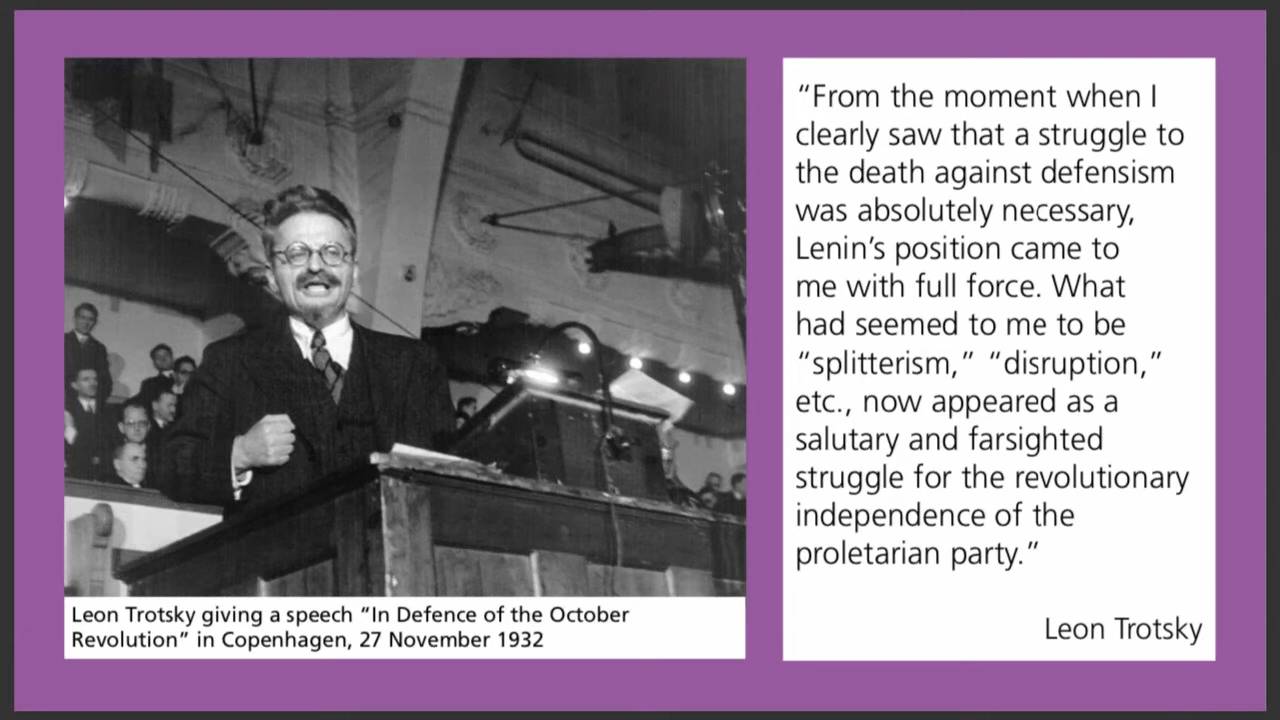 Leon Trotsky giving a speech “In Defence of the October
Revolution” in Copenhagen, 27 November 1932
“From the moment when I
clearly saw that a struggle to
the death against defensism
was absolutely necessary,
Lenin’s position came to
me with full force. What
had seemed to me to be
“splitterism,” “disruption,”
etc., now appeared as a
salutary and farsighted
struggle for the revolutionary
independence of the
proletarian party.”
Leon Trotsky